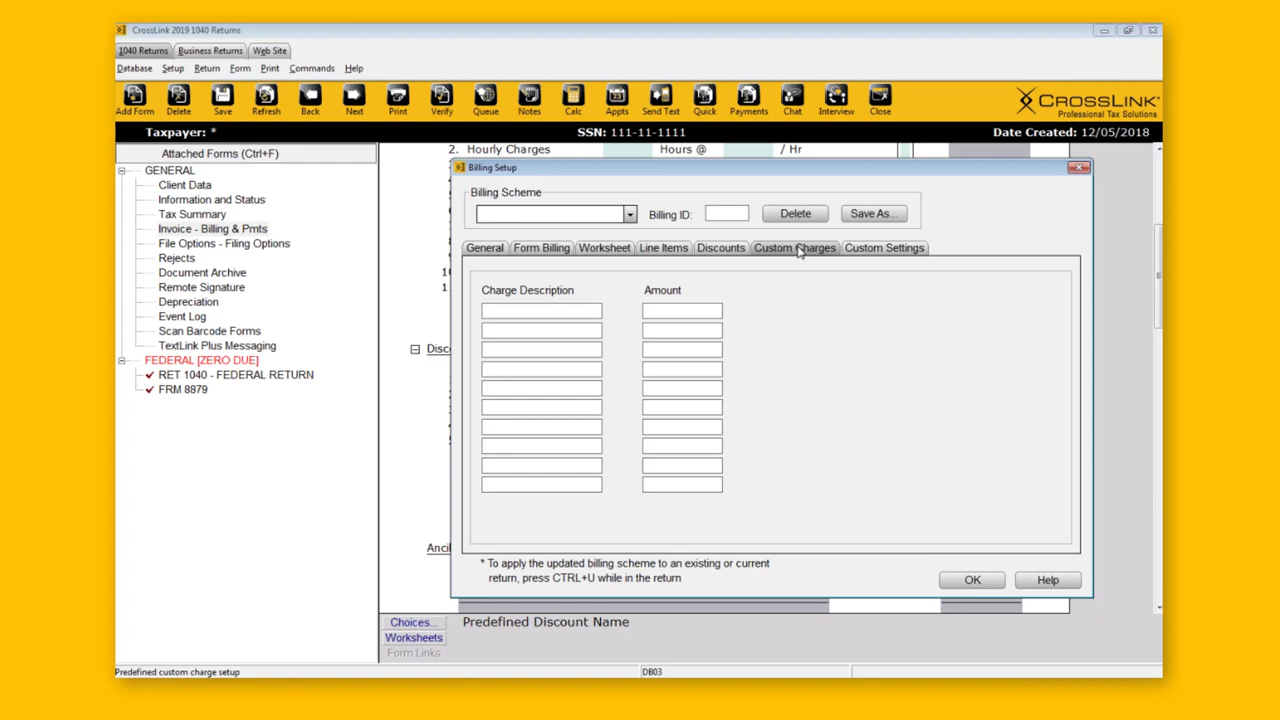 CrossLink 2019 1040 Returns
1040 Returns Business Returns Web Site
Database Setup Return Form Print Commands Help
Add Form Delete Save Refresh Back Next Print Verify Queue Notes Calc Appts Send Text Quick Payments Chat Interview Close
CROSSLINK
Professional Tax Solutions
Taxpayer: * SSN: 111-11-1111 Date Created: 12/05/2018
Attached Forms (Ctrl+F)
GENERAL
Client Data
Information and Status
Tax Summary
Invoice - Billing & Pmts
File Options - Filing Options
Rejects
Document Archive
Remote Signature
Depreciation
Event Log
Scan Barcode Forms
TextLink Plus Messaging
FEDERAL [ZERO DUE]
RET 1040 - FEDERAL RETURN
FRM 8879
2. Hourly Charges Hours @ / Hr
Billing Setup
Billing Scheme
Billing ID: Delete Save As...
General Form Billing Worksheet Line Items Discounts Custom Charges Custom Settings
Charge Description Amount
* To apply the updated billing scheme to an existing or current
return, press CTRL+U while in the return
OK Help
Choices...
Worksheets
Form Links
Predefined Discount Name
Predefined custom charge setup DB03